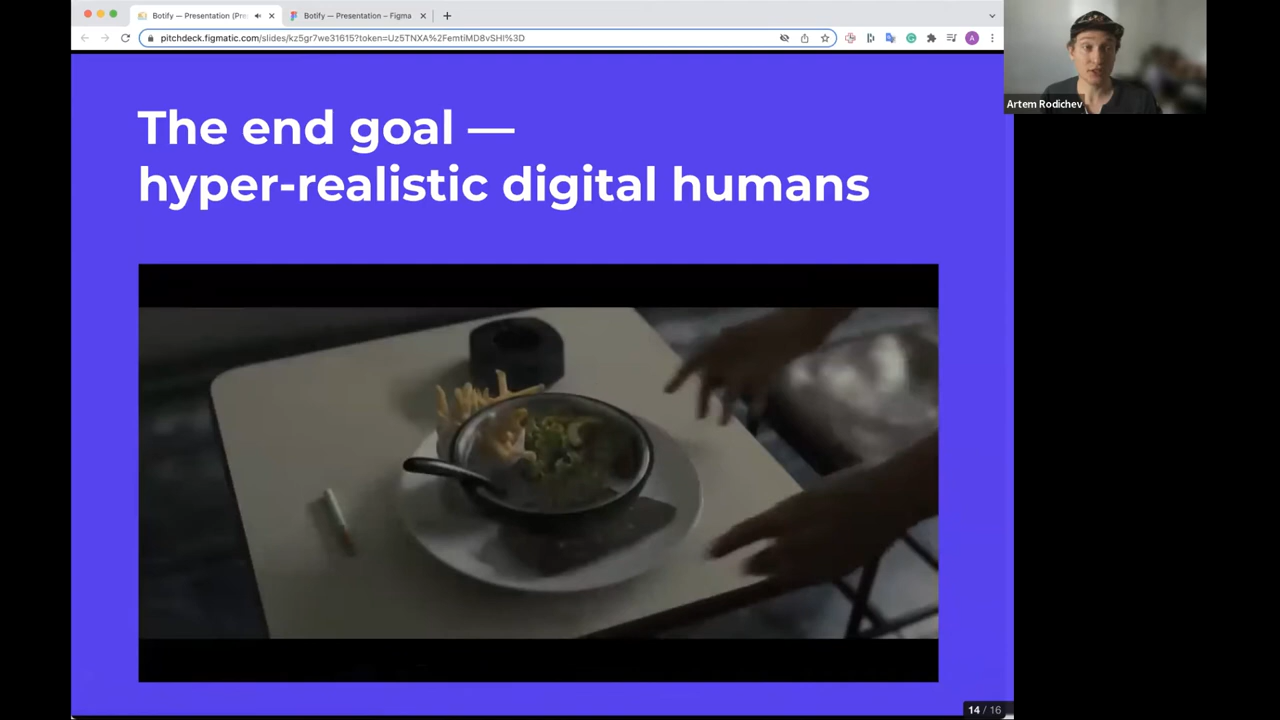 Botify — Presentation (Pre
Botify — Presentation – Figma
pitchdeck.figmatic.com/slides/kz5gr7we31615?token=Uz5TNXA%2FemtiMD8vSHI%3D
A
Artem Rodichev
The end goal —
hyper-realistic digital humans
14 / 16